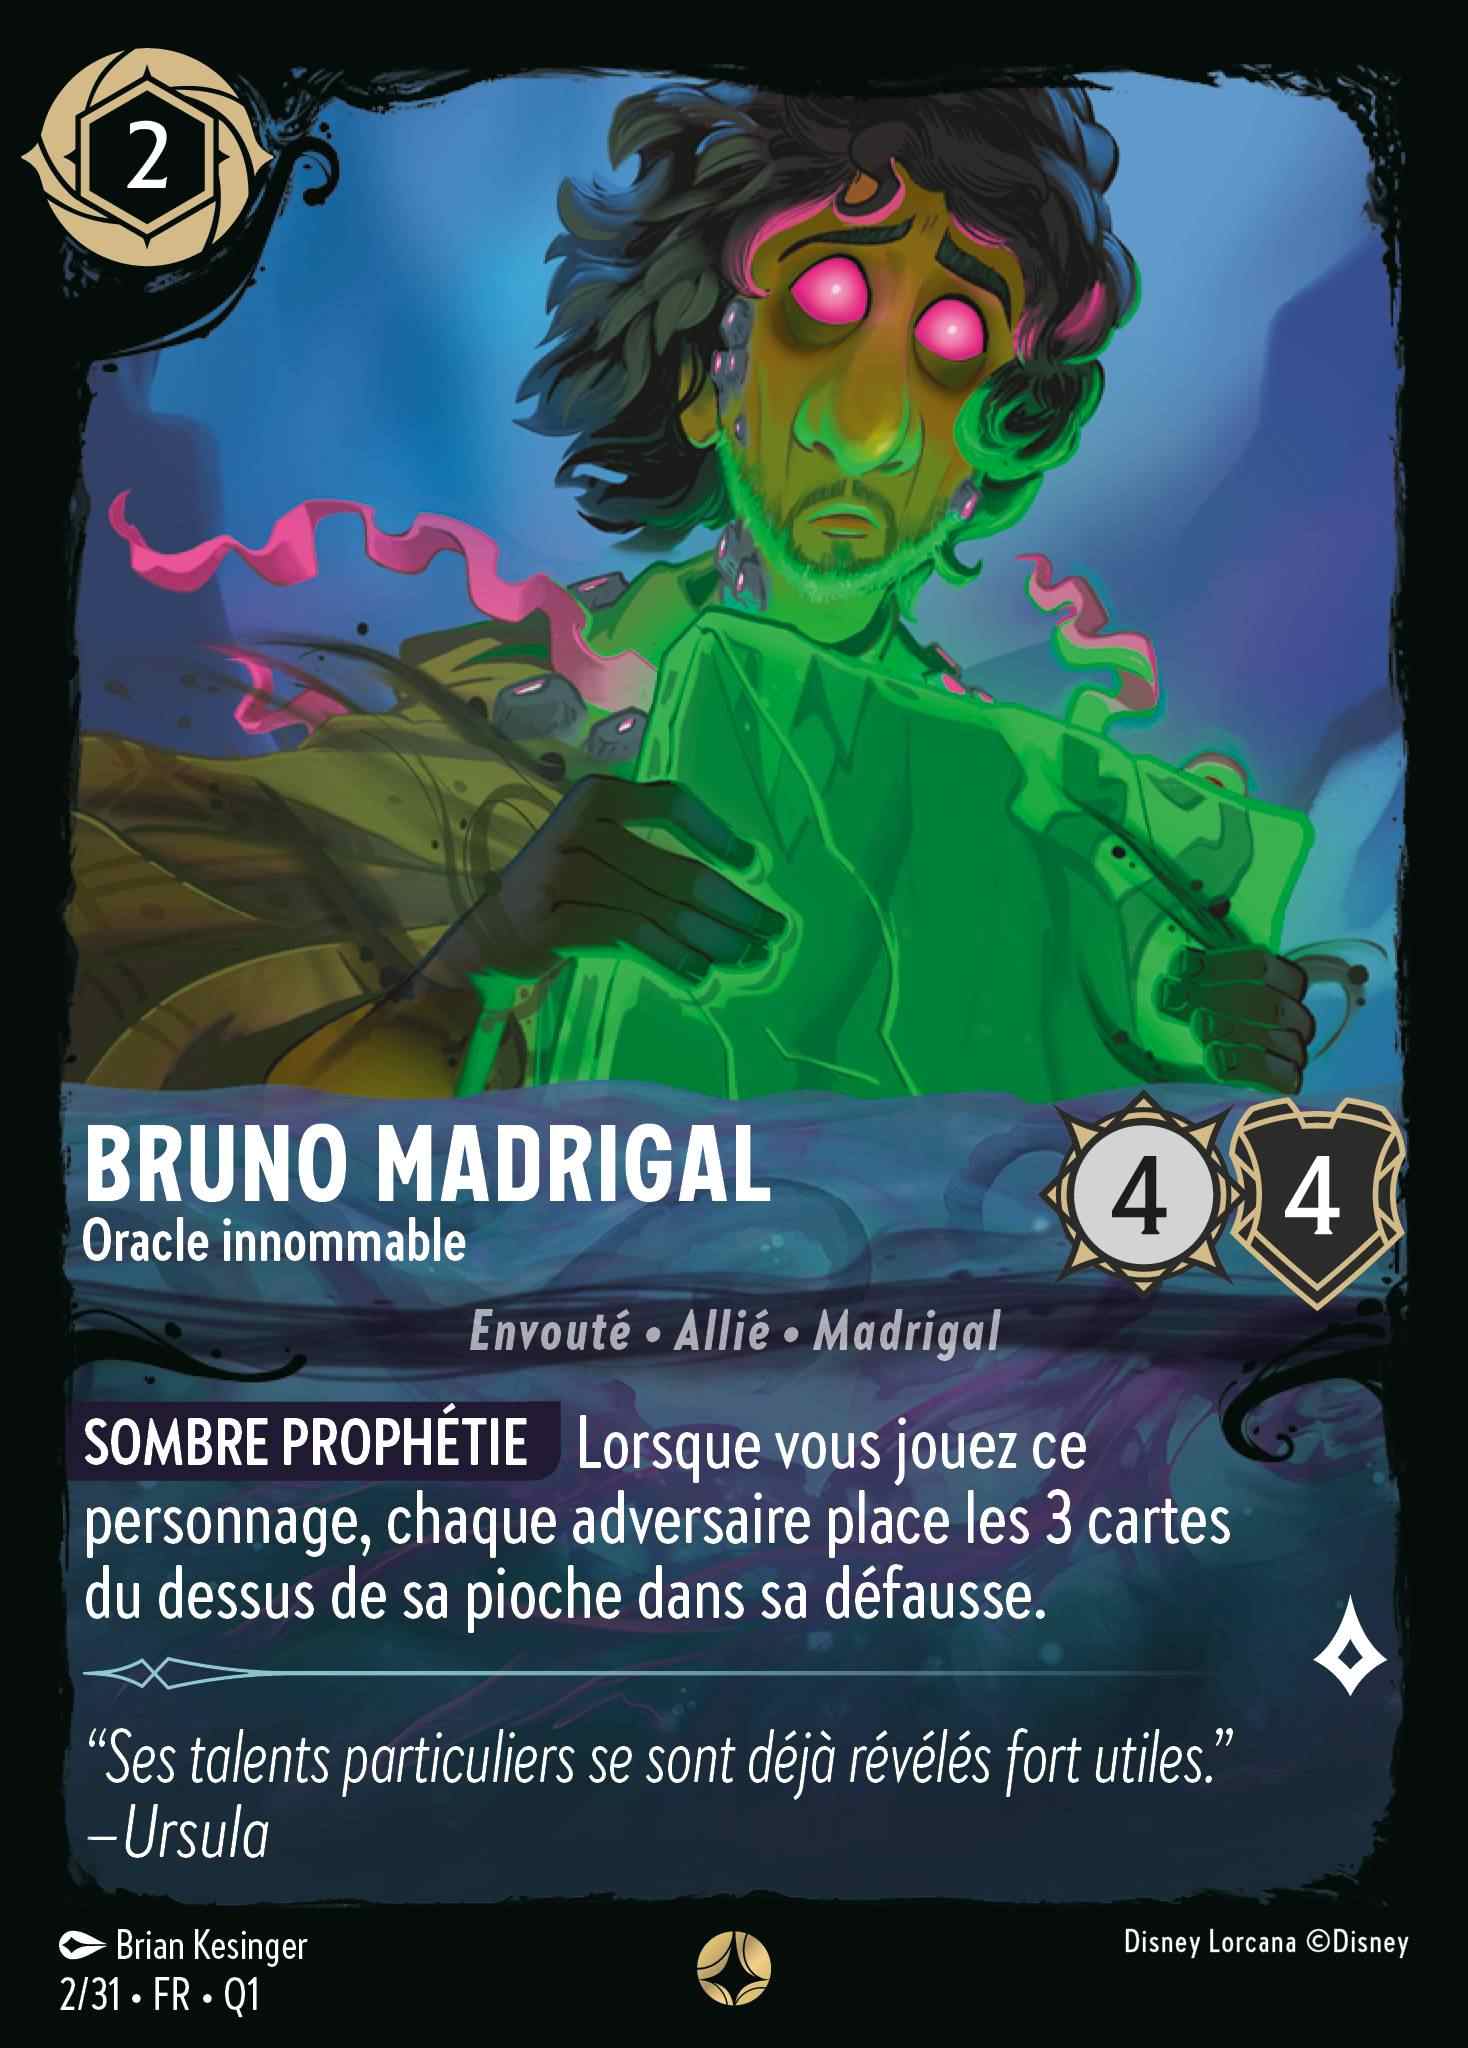 2
BRUNO MADRIGAL
Oracle innommable
4
4
Envouté • Allié • Madrigal
SOMBRE PROPHÉTIE Lorsque vous jouez ce
personnage, chaque adversaire place les 3 cartes
du dessus de sa pioche dans sa défausse.
“Ses talents particuliers se sont déjà révélés fort utiles.”
–Ursula
Brian Kesinger
Disney Lorcana ©Disney
2/31 • FR • Q1